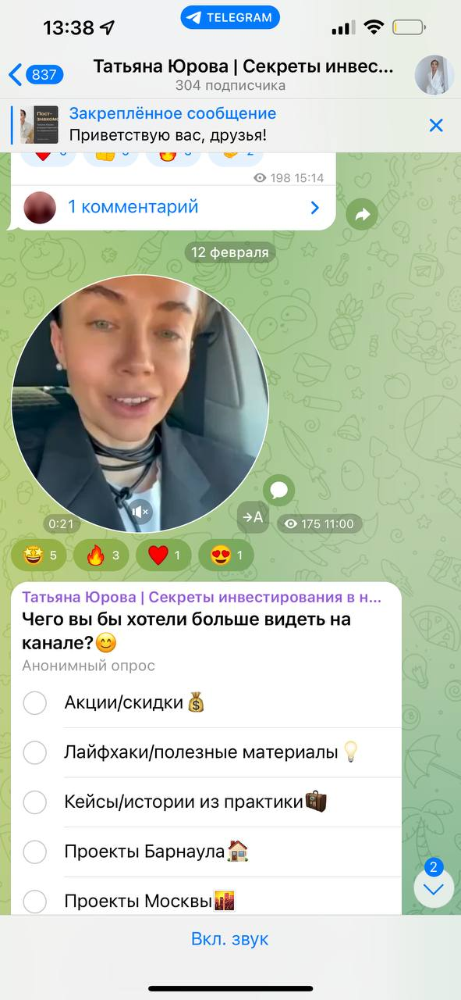 13:38
TELEGRAM
837
Татьяна Юрова | Секреты инвес...
304 подписчика
Пост-
Закреплённое сообщение
Приветствую вас, друзья!
198 15:14
1 комментарий
12 февраля
0:21
→A
175 11:00
5
3
1
1
Татьяна Юрова | Секреты инвестирования в н...
Чего вы бы хотели больше видеть на
канале?😊
Анонимный опрос
Акции/скидки💰
Лайфхаки/полезные материалы💡
Кейсы/истории из практики🧳
Проекты Барнаула🏠
Проекты Москвы🌇
2
Вкл. звук